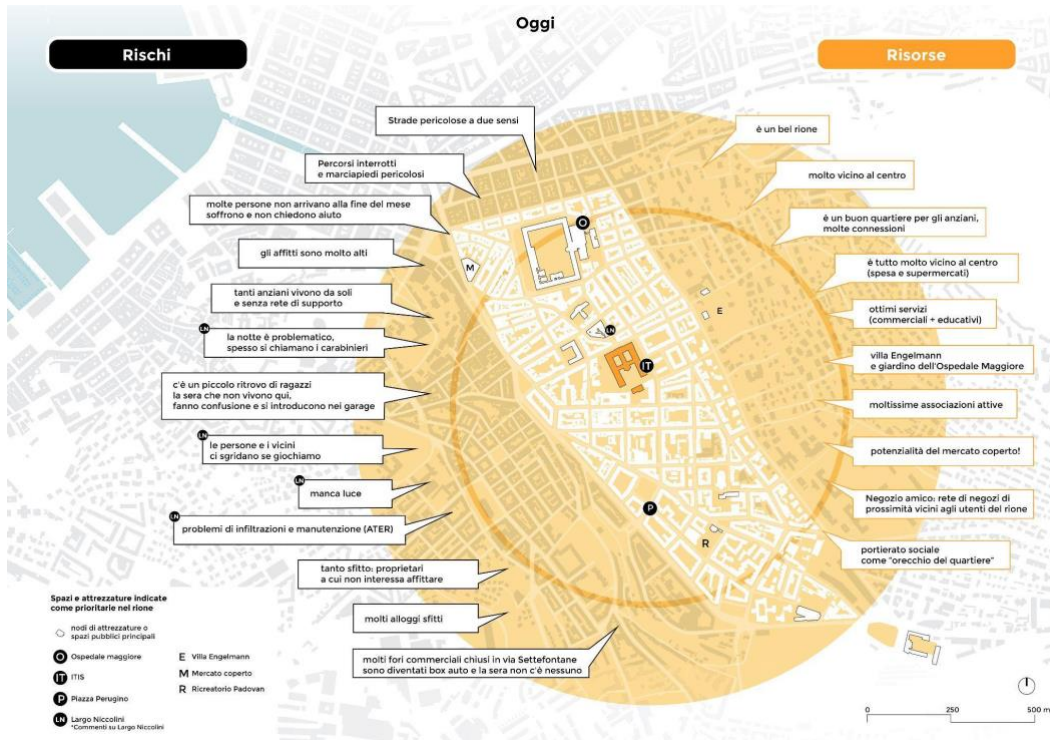 Oggi
Rischi
Risorse
Strade pericolose a due sensi
Percorsi interrotti
e marciapiedi pericolosi
molte persone non arrivano alla fine del mese
soffrono e non chiedono aiuto
gli affitti sono molto alti
tanti anziani vivono da soli
e senza rete di supporto
LN
la notte è problematico,
spesso si chiamano i carabinieri
c'è un piccolo ritrovo di ragazzi
la sera che non vivono qui,
fanno confusione e si introducono nei garage
LN
le persone e i vicini
ci sgridano se giochiamo
LN
manca luce
LN
problemi di infiltrazioni e manutenzione (ATER)
tanto sfitto: proprietari
a cui non interessa affittare
molti alloggi sfitti
molti fori commerciali chiusi in via Settefontane
sono diventati box auto e la sera non c'è nessuno
O
M
E
LN
IT
P
R
è un bel rione
molto vicino al centro
è un buon quartiere per gli anziani,
molte connessioni
è tutto molto vicino al centro
(spesa e supermercati)
ottimi servizi
(commerciali + educativi)
villa Engelmann
e giardino dell'Ospedale Maggiore
moltissime associazioni attive
potenzialità del mercato coperto!
Negozio amico: rete di negozi di
prossimità vicini agli utenti del rione
portierato sociale
come "orecchio del quartiere"
Spazi e attrezzature indicate
come prioritarie nel rione
nodi di attrezzature o
spazi pubblici principali
O Ospedale maggiore
IT ITIS
P Piazza Perugino
LN Largo Niccolini
*Commenti su Largo Niccolini
E Villa Engelmann
M Mercato coperto
R Ricreatorio Padovan
0 250 500 m